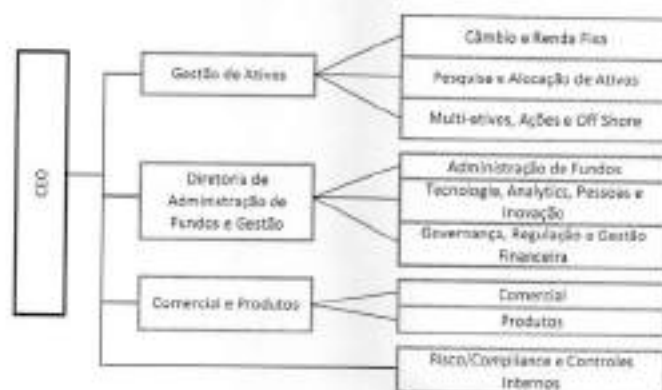 CEO
Gestão de Ativos
Câmbio e Renda Fixa
Pesquisa e Alocação de Ativos
Multi-ativos, Ações e Off Shore
Diretoria de
Administração de
Fundos e Gestão
Administração de Fundos
Tecnologia, Analytics, Pessoas e
Inovação
Governança, Regulação e Gestão
Financeira
Comercial e Produtos
Comercial
Produtos
Risco/Compliance e Controles
Internos